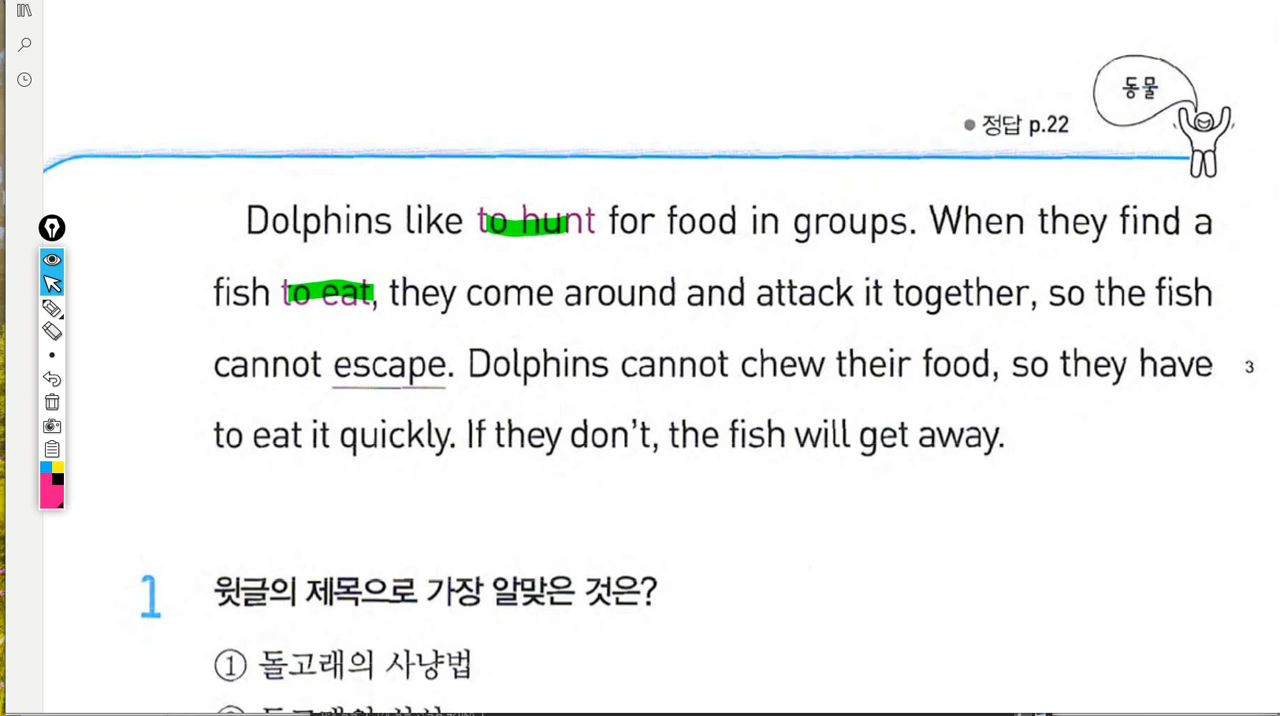 동물
● 정답 p.22
Dolphins like to hunt for food in groups. When they find a
fish to eat, they come around and attack it together, so the fish
cannot escape. Dolphins cannot chew their food, so they have
3
to eat it quickly. If they don't, the fish will get away.
1 윗글의 제목으로 가장 알맞은 것은?
① 돌고래의 사냥법